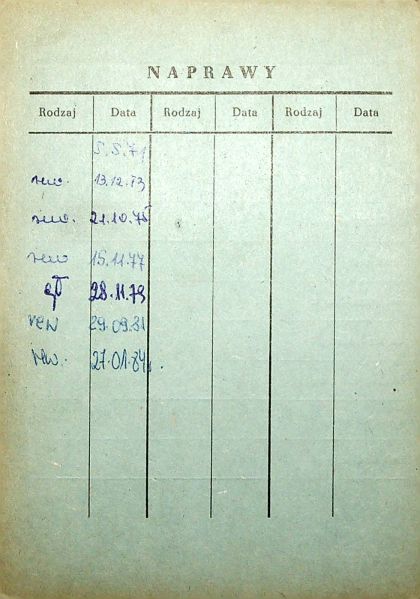 NAPRAWY
Rodzaj Data Rodzaj Data Rodzaj Data
5.5.71
rew. 13.12.73
rew. 21.10.75
rew 15.11.77
28.11.79
rew 29.09.81
rew. 27.01.84.